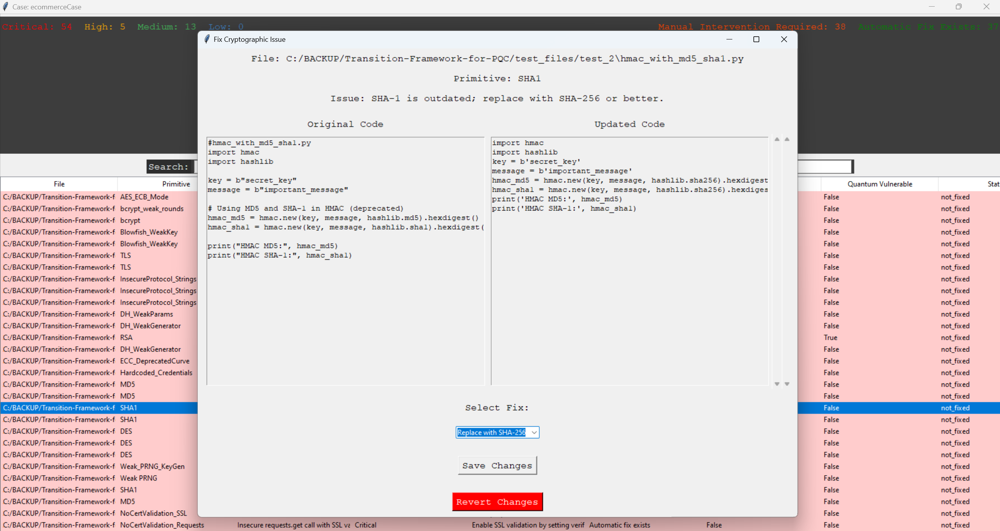 Case: ecommerceCase
Critical: 54 High: 5 Medium: 13 Low: 0 Manual Intervention Required: 38 Automatic Fix Exists: 37
Fix Cryptographic Issue
File: C:/BACKUP/Transition-Framework-for-PQC/test_files/test_2\hmac_with_md5_sha1.py
Primitive: SHA1
Issue: SHA-1 is outdated; replace with SHA-256 or better.
Original Code
#hmac_with_md5_sha1.py
import hmac
import hashlib
key = b"secret_key"
message = b"important_message"
# Using MD5 and SHA-1 in HMAC (deprecated)
hmac_md5 = hmac.new(key, message, hashlib.md5).hexdigest()
hmac_sha1 = hmac.new(key, message, hashlib.sha1).hexdigest(
print("HMAC MD5:", hmac_md5)
print("HMAC SHA-1:", hmac_sha1)
Updated Code
import hmac
import hashlib
key = b'secret_key'
message = b'important_message'
hmac_md5 = hmac.new(key, message, hashlib.sha256).hexdigest
hmac_sha1 = hmac.new(key, message, hashlib.sha256).hexdiges
print('HMAC MD5:', hmac_md5)
print('HMAC SHA-1:', hmac_sha1)
Select Fix:
Replace with SHA-256
Save Changes
Revert Changes
Search:
File Primitive Quantum Vulnerable Stat
C:/BACKUP/Transition-Framework-f AES_ECB_Mode False not_fixed
C:/BACKUP/Transition-Framework-f bcrypt_weak_rounds False not_fixed
C:/BACKUP/Transition-Framework-f bcrypt False not_fixed
C:/BACKUP/Transition-Framework-f Blowfish_WeakKey False not_fixed
C:/BACKUP/Transition-Framework-f Blowfish_WeakKey False not_fixed
C:/BACKUP/Transition-Framework-f TLS False not_fixed
C:/BACKUP/Transition-Framework-f TLS False not_fixed
C:/BACKUP/Transition-Framework-f InsecureProtocol_Strings False not_fixed
C:/BACKUP/Transition-Framework-f InsecureProtocol_Strings False not_fixed
C:/BACKUP/Transition-Framework-f InsecureProtocol_Strings False not_fixed
C:/BACKUP/Transition-Framework-f DH_WeakParams False not_fixed
C:/BACKUP/Transition-Framework-f DH_WeakGenerator False not_fixed
C:/BACKUP/Transition-Framework-f RSA True not_fixed
C:/BACKUP/Transition-Framework-f DH_WeakGenerator False not_fixed
C:/BACKUP/Transition-Framework-f ECC_DeprecatedCurve False not_fixed
C:/BACKUP/Transition-Framework-f Hardcoded_Credentials False not_fixed
C:/BACKUP/Transition-Framework-f MD5 False not_fixed
C:/BACKUP/Transition-Framework-f MD5 False not_fixed
C:/BACKUP/Transition-Framework-f SHA1 False not_fixed
C:/BACKUP/Transition-Framework-f SHA1 False not_fixed
C:/BACKUP/Transition-Framework-f DES False not_fixed
C:/BACKUP/Transition-Framework-f DES False not_fixed
C:/BACKUP/Transition-Framework-f DES False not_fixed
C:/BACKUP/Transition-Framework-f Weak_PRNG_KeyGen False not_fixed
C:/BACKUP/Transition-Framework-f Weak PRNG False not_fixed
C:/BACKUP/Transition-Framework-f SHA1 False not_fixed
C:/BACKUP/Transition-Framework-f MD5 False not_fixed
C:/BACKUP/Transition-Framework-f NoCertValidation_SSL False not_fixed
C:/BACKUP/Transition-Framework-f NoCertValidation_Requests Insecure requests.get call with SSL va Critical Enable SSL validation by setting verif Automatic fix exists False False not_fixed